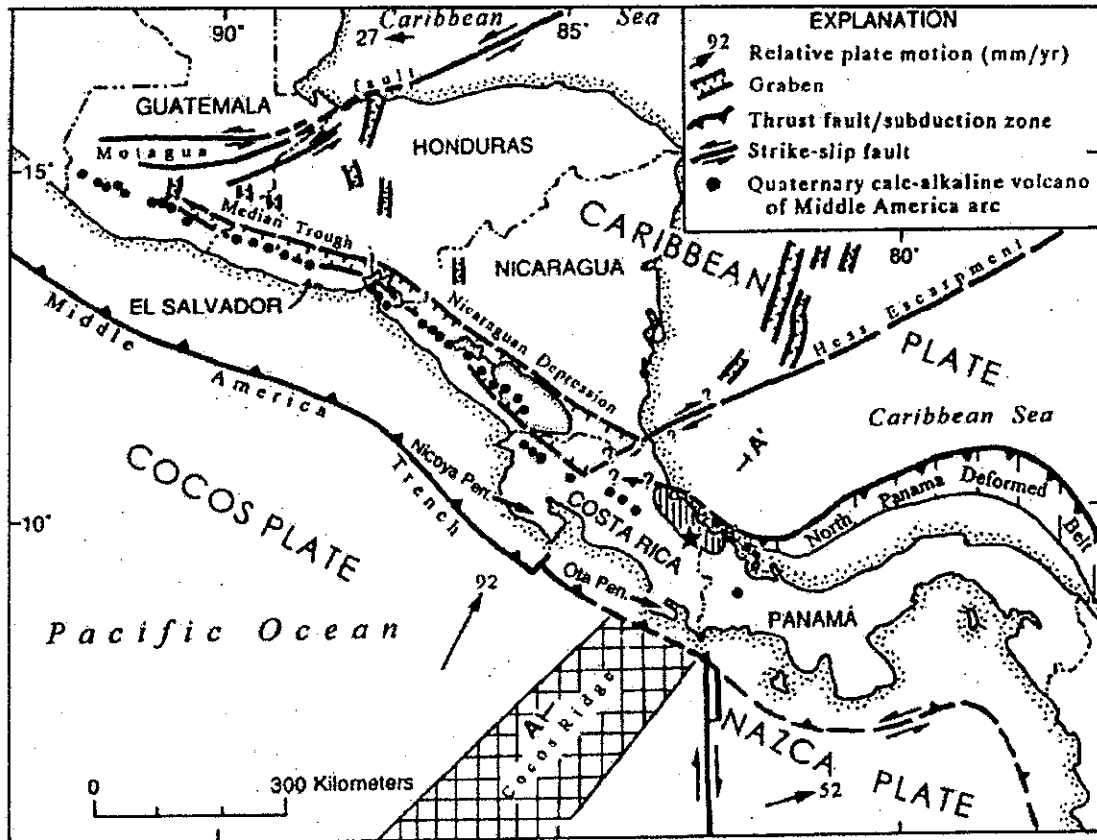 90°
Caribbean Sea
27
85°
EXPLANATION
92
Relative plate motion (mm/yr)
Graben
Thrust fault/subduction zone
Strike-slip fault
Quaternary calc-alkaline volcano
of Middle America arc
fault
GUATEMALA
Motagua
HONDURAS
15°
Median Trough
CARIBBEAN
80°
NICARAGUA
EL SALVADOR
Nicaraguan Depression
Hess Escarpment
PLATE
Middle
America
Trench
Caribbean Sea
A'
Nicoya Pen.
COCOS PLATE
North Panama Deformed
Belt
?
?
?
?
?
10°
COSTA RICA
Osa Pen.
92
PANAMÁ
Pacific Ocean
A
Cocos Ridge
NAZCA
PLATE
52
0
300 Kilometers